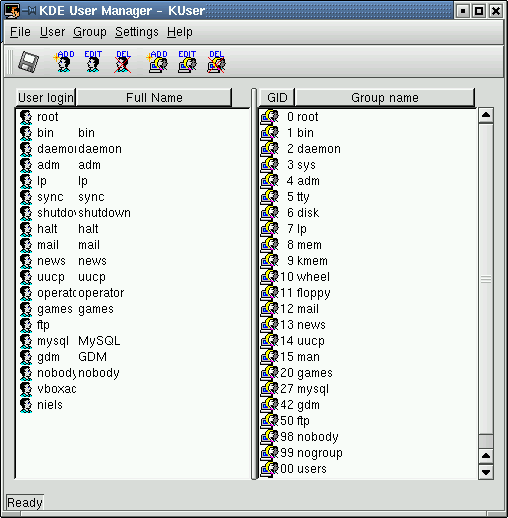 KDE User Manager - KUser
File User Group Settings Help
ADD EDIT DEL ADD EDIT DEL
User login Full Name
root
bin bin
daemon daemon
adm adm
lp lp
sync sync
shutdov shutdown
halt halt
mail mail
news news
uucp uucp
operato operator
games games
ftp
mysql MySQL
gdm GDM
nobody nobody
vboxac
niels
GID Group name
0 root
1 bin
2 daemon
3 sys
4 adm
5 tty
6 disk
7 lp
8 mem
9 kmem
10 wheel
11 floppy
12 mail
13 news
14 uucp
15 man
20 games
27 mysql
42 gdm
50 ftp
98 nobody
99 nogroup
00 users
Ready